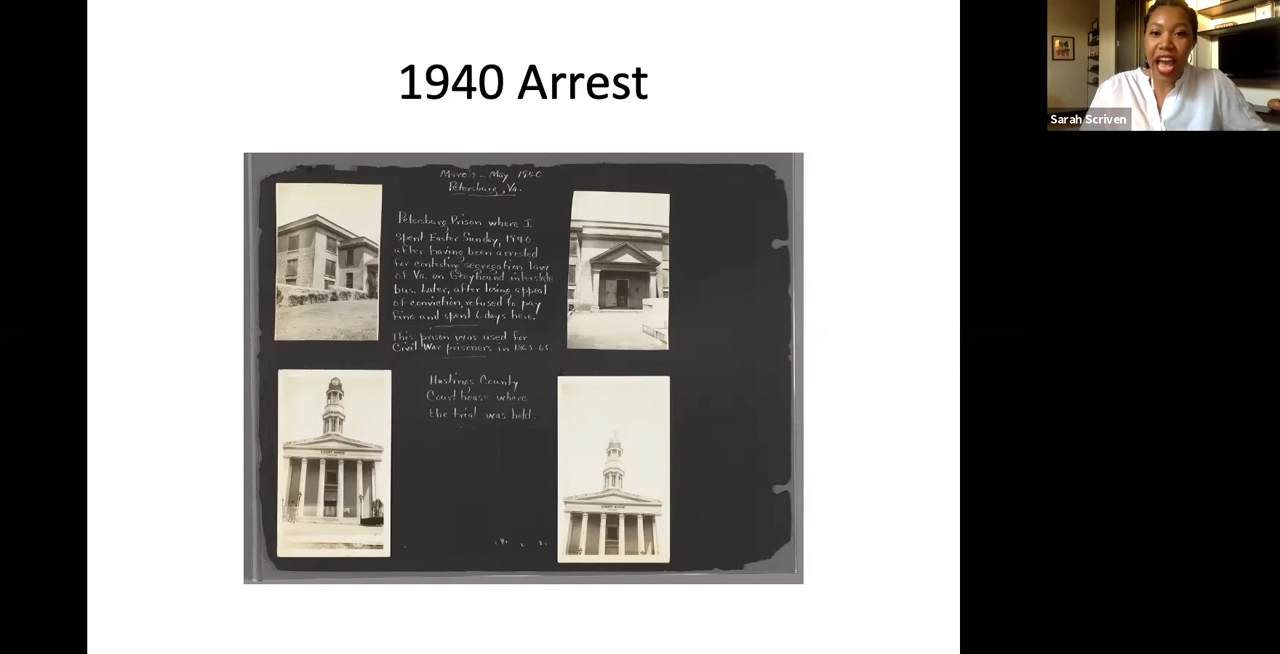 1940 Arrest
Sarah Scriven
March - May 1940
Petersburg, Va.
Petersburg Prison where I
spent Easter Sunday, 1940
after having been arrested
for contesting segregation law
of Va. on Greyhound interstate
bus. Later, after losing appeal
of conviction, refused to pay
fine and spent 6 days here.
This prison was used for
Civil War prisoners in 1863-65.
Hustings County
Court house where
the trial was held.